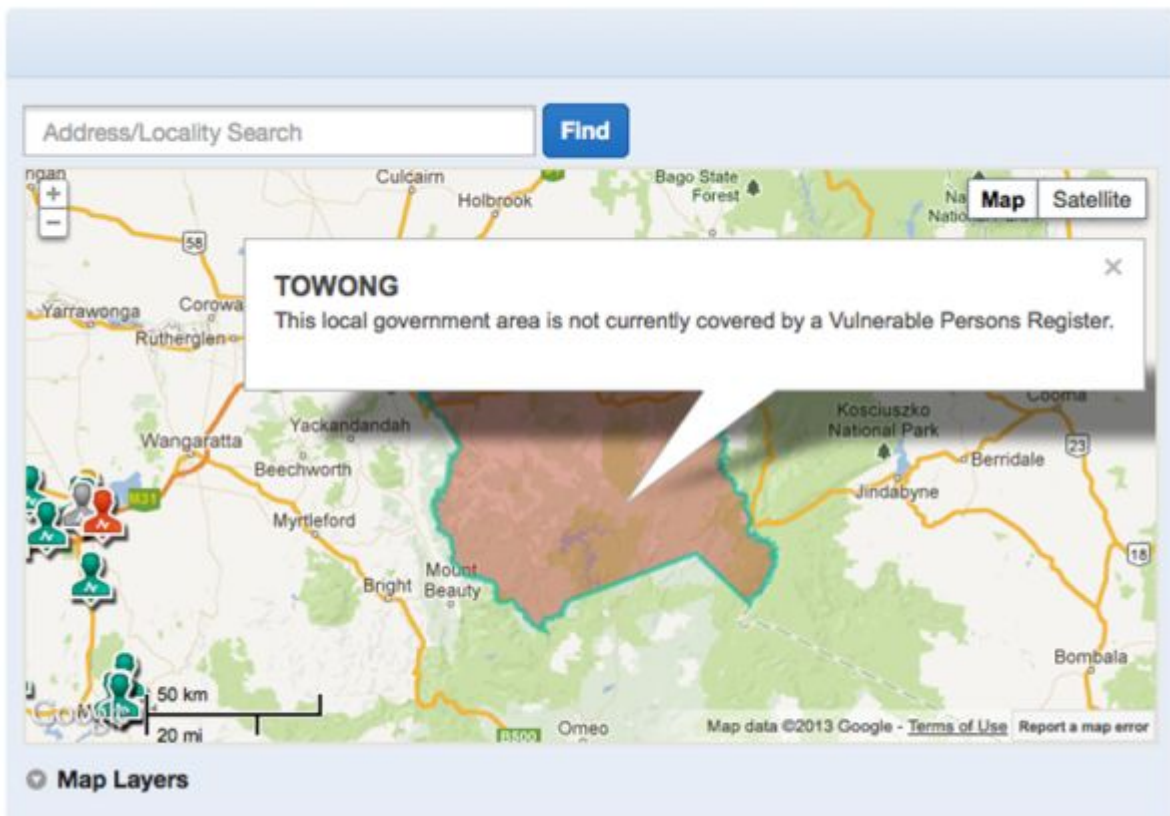 Address/Locality Search
Find
Culcairn
Holbrook
Bago State
Forest
Map
Satellite
+
−
58
TOWONG
×
This local government area is not currently covered by a Vulnerable Persons Register.
Yarrawonga
Corowa
Rutherglen
Cooma
Kosciuszko
National Park
Yackandandah
Wangaratta
23
Beechworth
Berridale
M31
Jindabyne
Myrtleford
18
Mount
Beauty
Bright
Bombala
50 km
20 mi
B500
Omeo
Map data ©2013 Google - Terms of Use
Report a map error
Map Layers